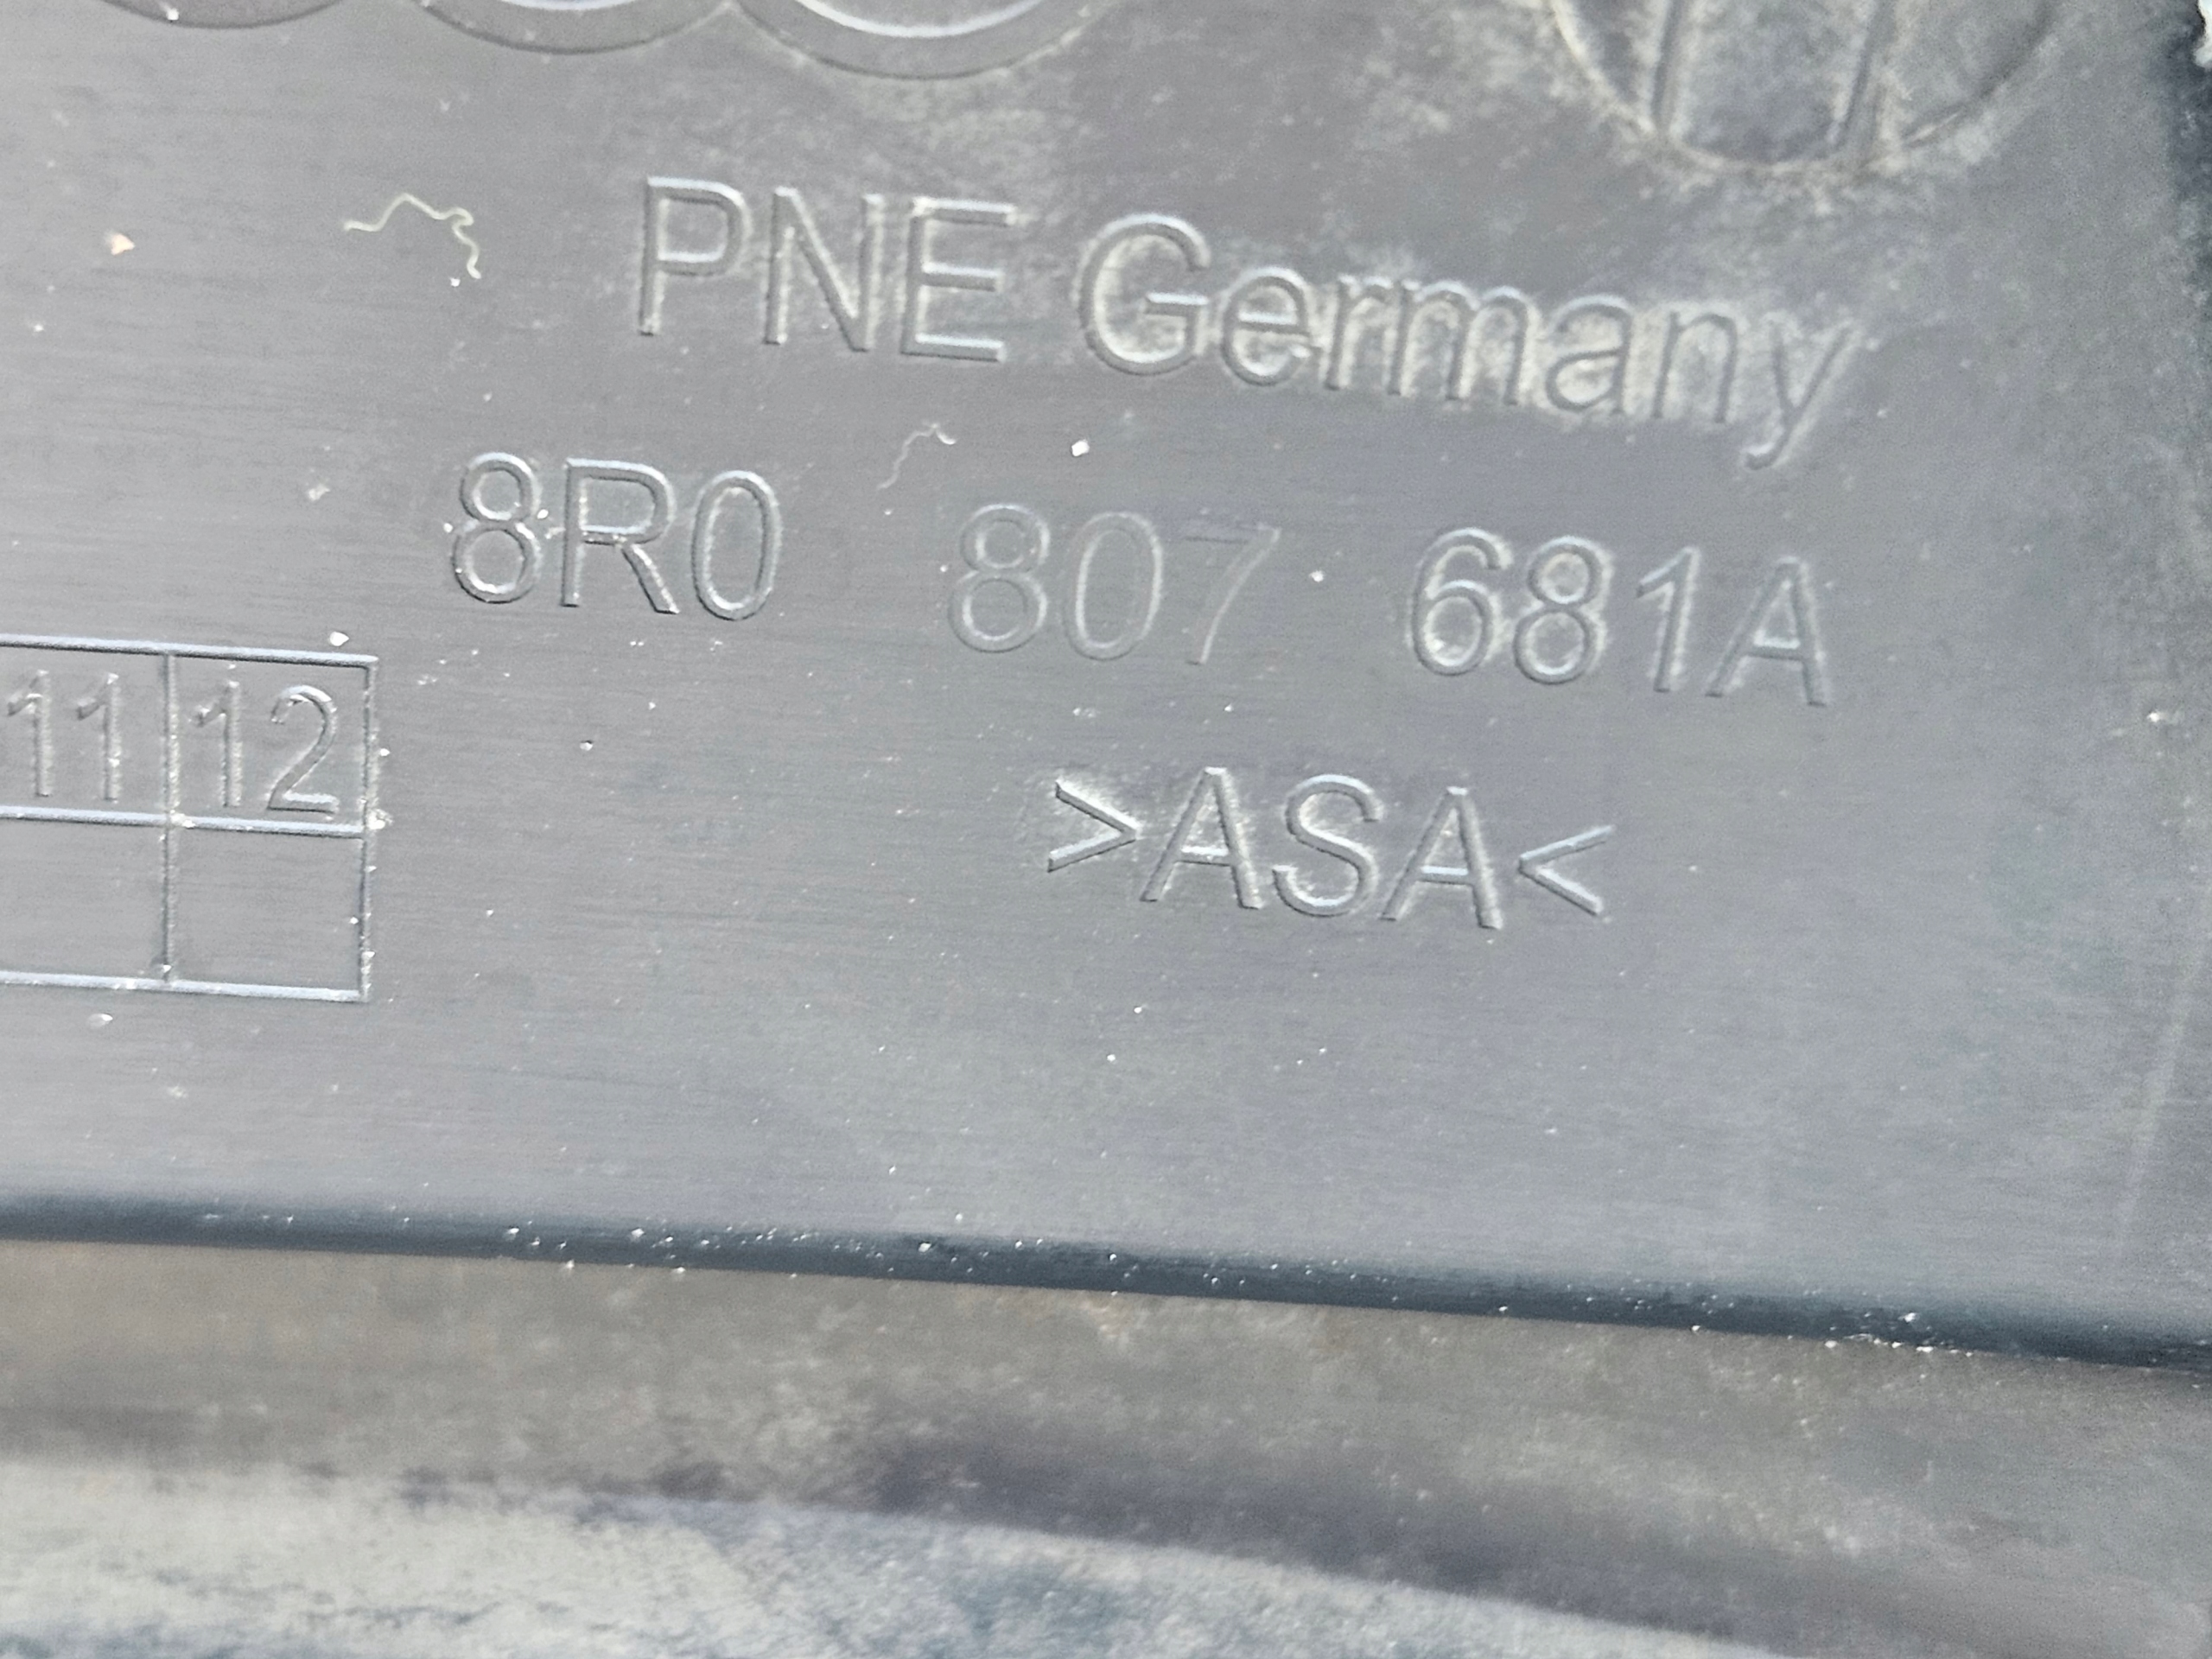 PNE Germany
8R0 807 681A
11 12
>ASA<